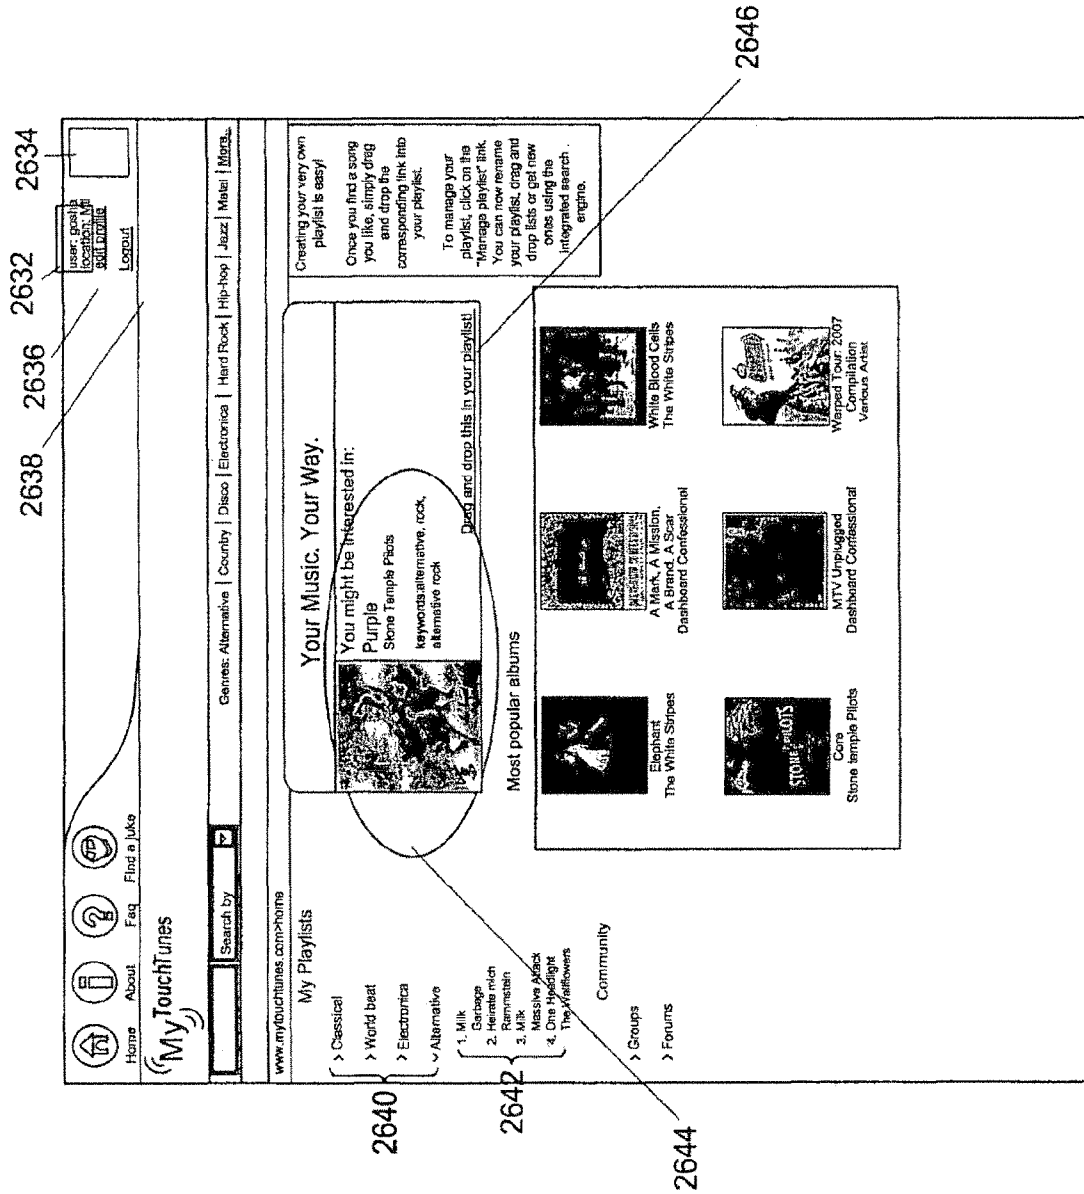 2632
2634
2636
2638
Home
About
Faq
Find a Juke
user: gosha
location: Mtl
edit profile
Logout
My TouchTunes
Search by
Genres: Alternative | Country | Disco | Electronica | Hard Rock | Hip-hop | Jazz | Metal | More...
www.mytouchtunes.com>home
My Playlists
> Classical
> World beat
> Electronica
Alternative
1. Milk
Garbage
2. Heirate mich
Rammstein
3. Milk
Massive Attack
4. One Headlight
The Wallflowers
Community
> Groups
> Forums
2640
2642
2644
Your Music. Your Way.
You might be interested in:
Purple
Stone Temple Pilots
keywords:alternative, rock,
alternative rock
Drag and drop this in your playlist!
Most popular albums
Elephant
The White Stripes
A Mark, A Mission,
A Brand, A Scar
Dashboard Confessional
White Blood Cells
The White Stripes
STONE TEMPLE PILOTS
Core
Stone temple Pilots
MTV Unplugged
Dashboard Confessional
Warped Tour: 2007
Compilation
Various Artist
Creating your very own
playlist is easy!
Once you find a song
you like, simply drag
and drop the
corresponding link into
your playlist.
To manage your
playlist, click on the
"Manage playlist" link.
You can now rename
your playlist, drag and
drop lists or get new
ones using the
integrated search .
engine.
2646